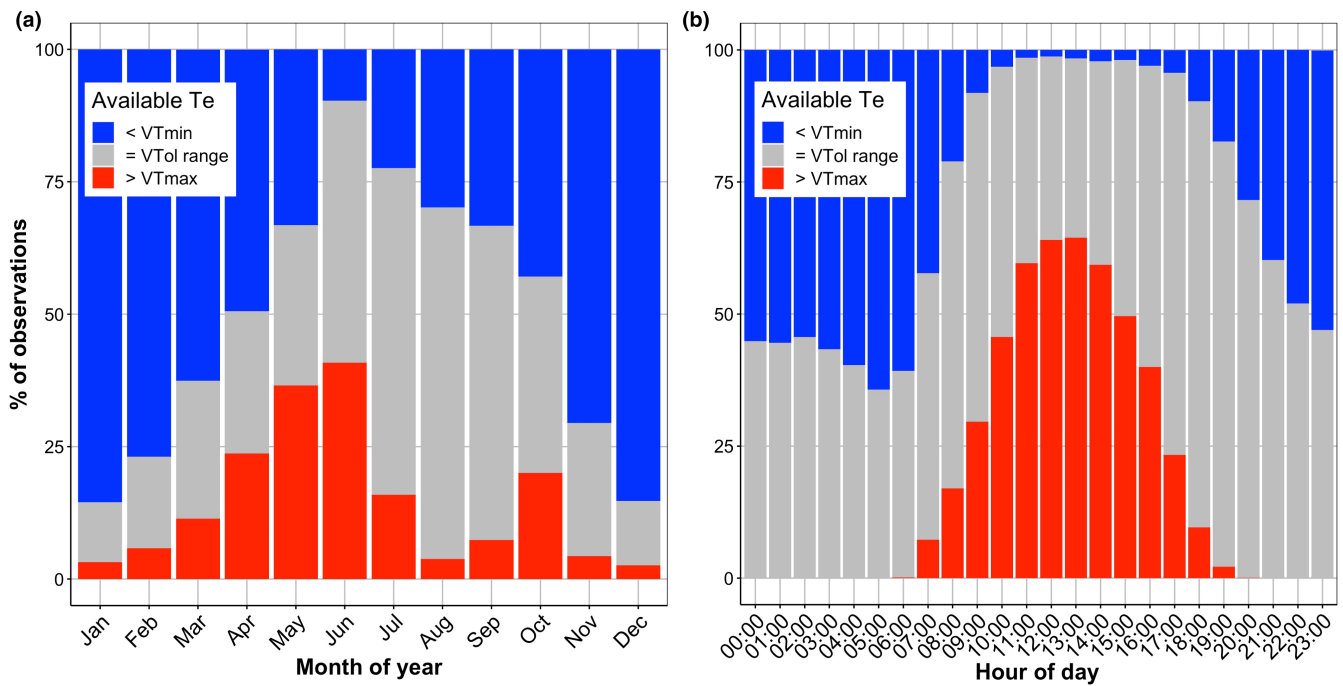 (a)
100
75
50
25
0
% of observations
Available Te
< VTmin
= VTol range
> VTmax
Jan Feb Mar Apr May Jun Jul Aug Sep Oct Nov Dec
Month of year
(b)
100
75
50
25
0
Available Te
< VTmin
= VTol range
> VTmax
00:00 01:00 02:00 03:00 04:00 05:00 06:00 07:00 08:00 09:00 10:00 11:00 12:00 13:00 14:00 15:00 16:00 17:00 18:00 19:00 20:00 21:00 22:00 23:00
Hour of day